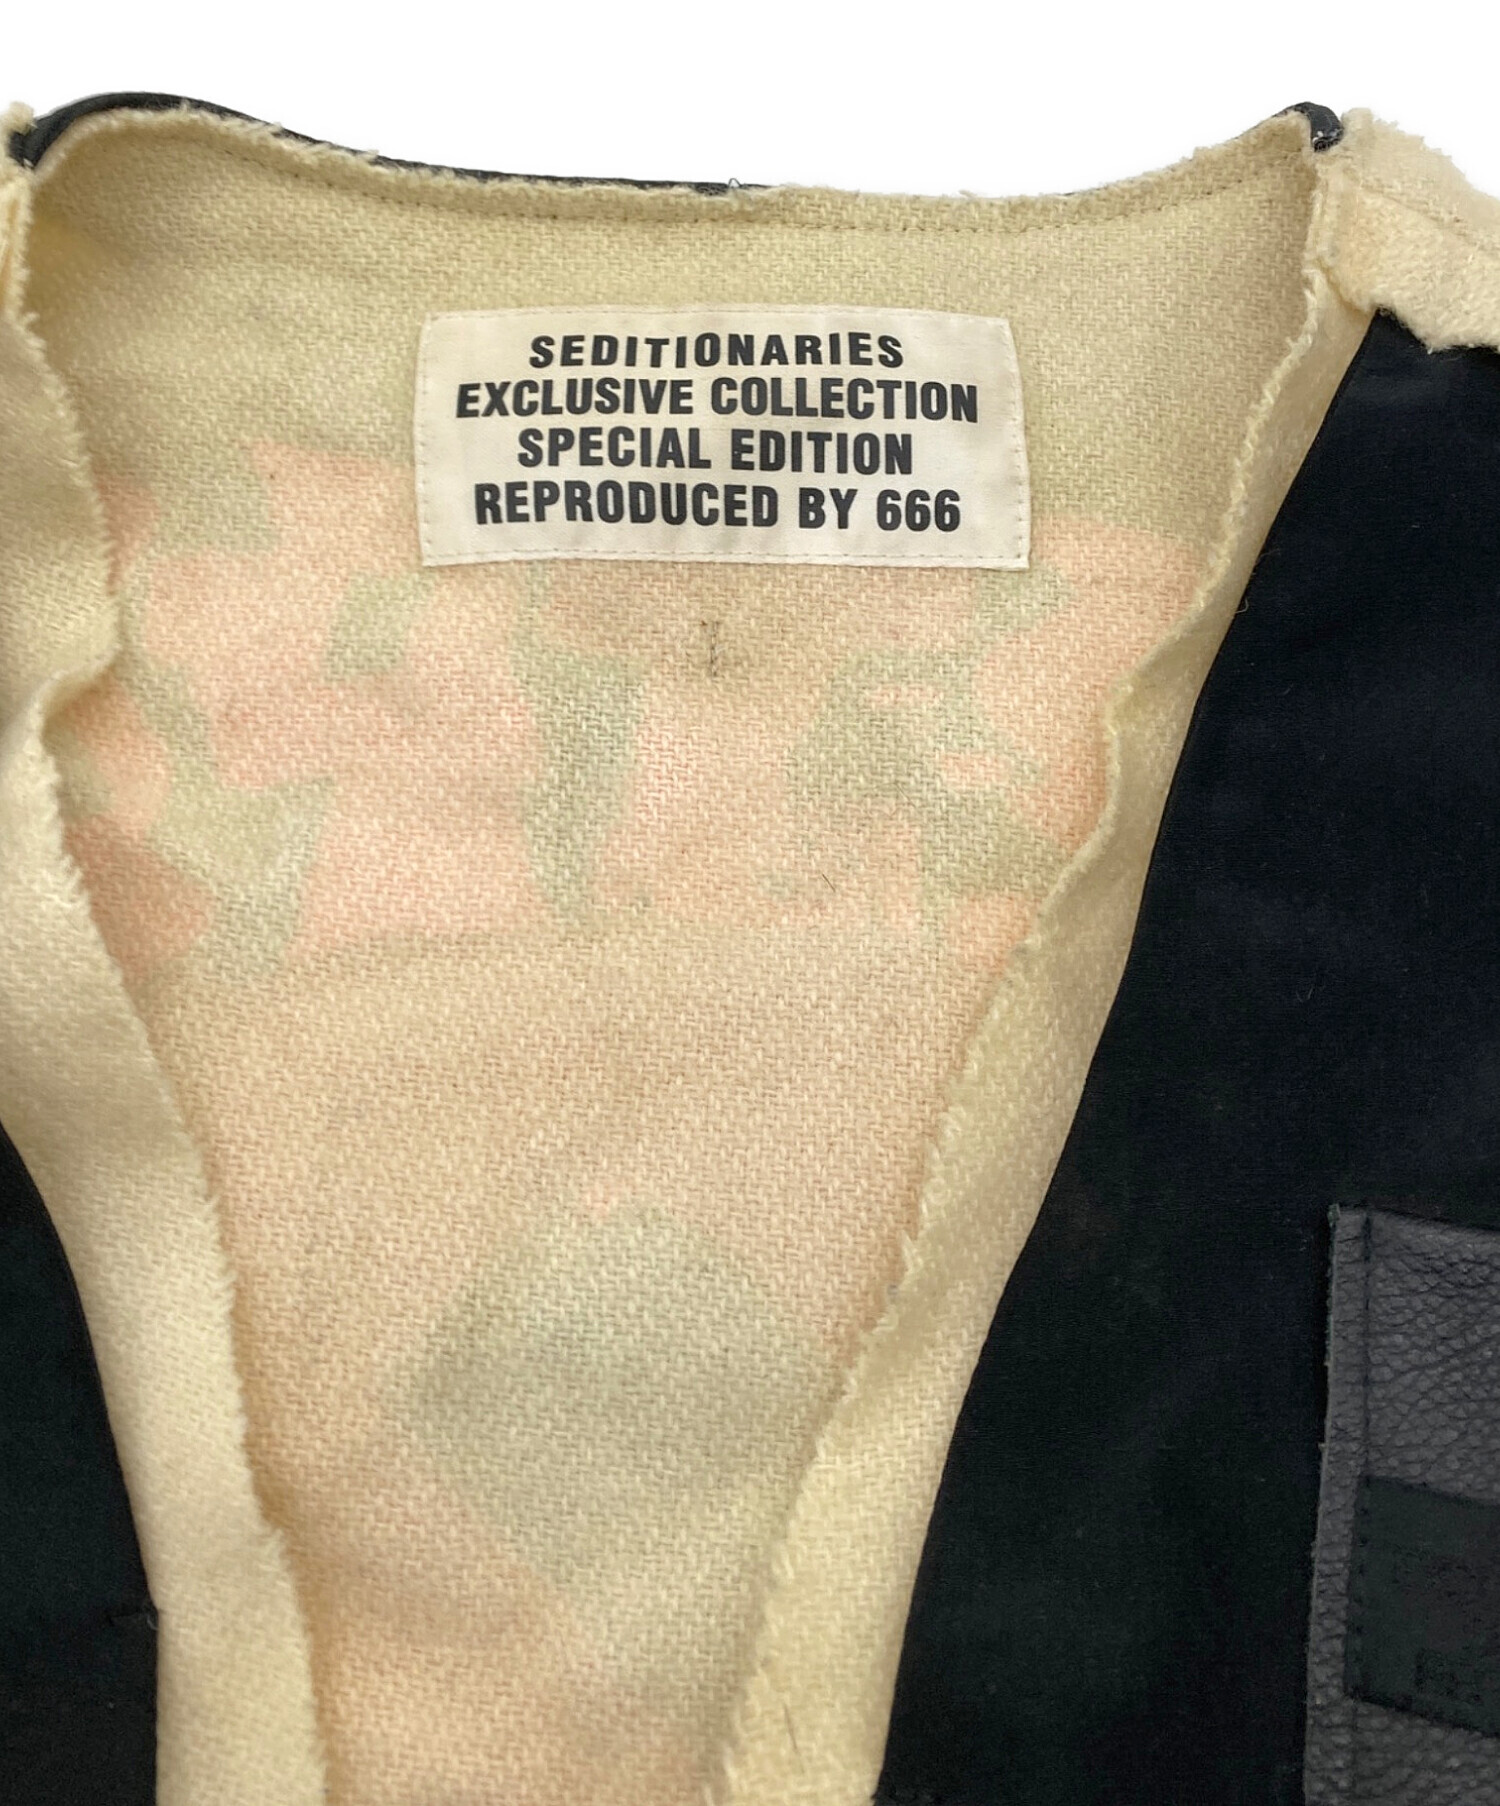 SEDITIONARIES
EXCLUSIVE COLLECTION
SPECIAL EDITION
REPRODUCED BY 666